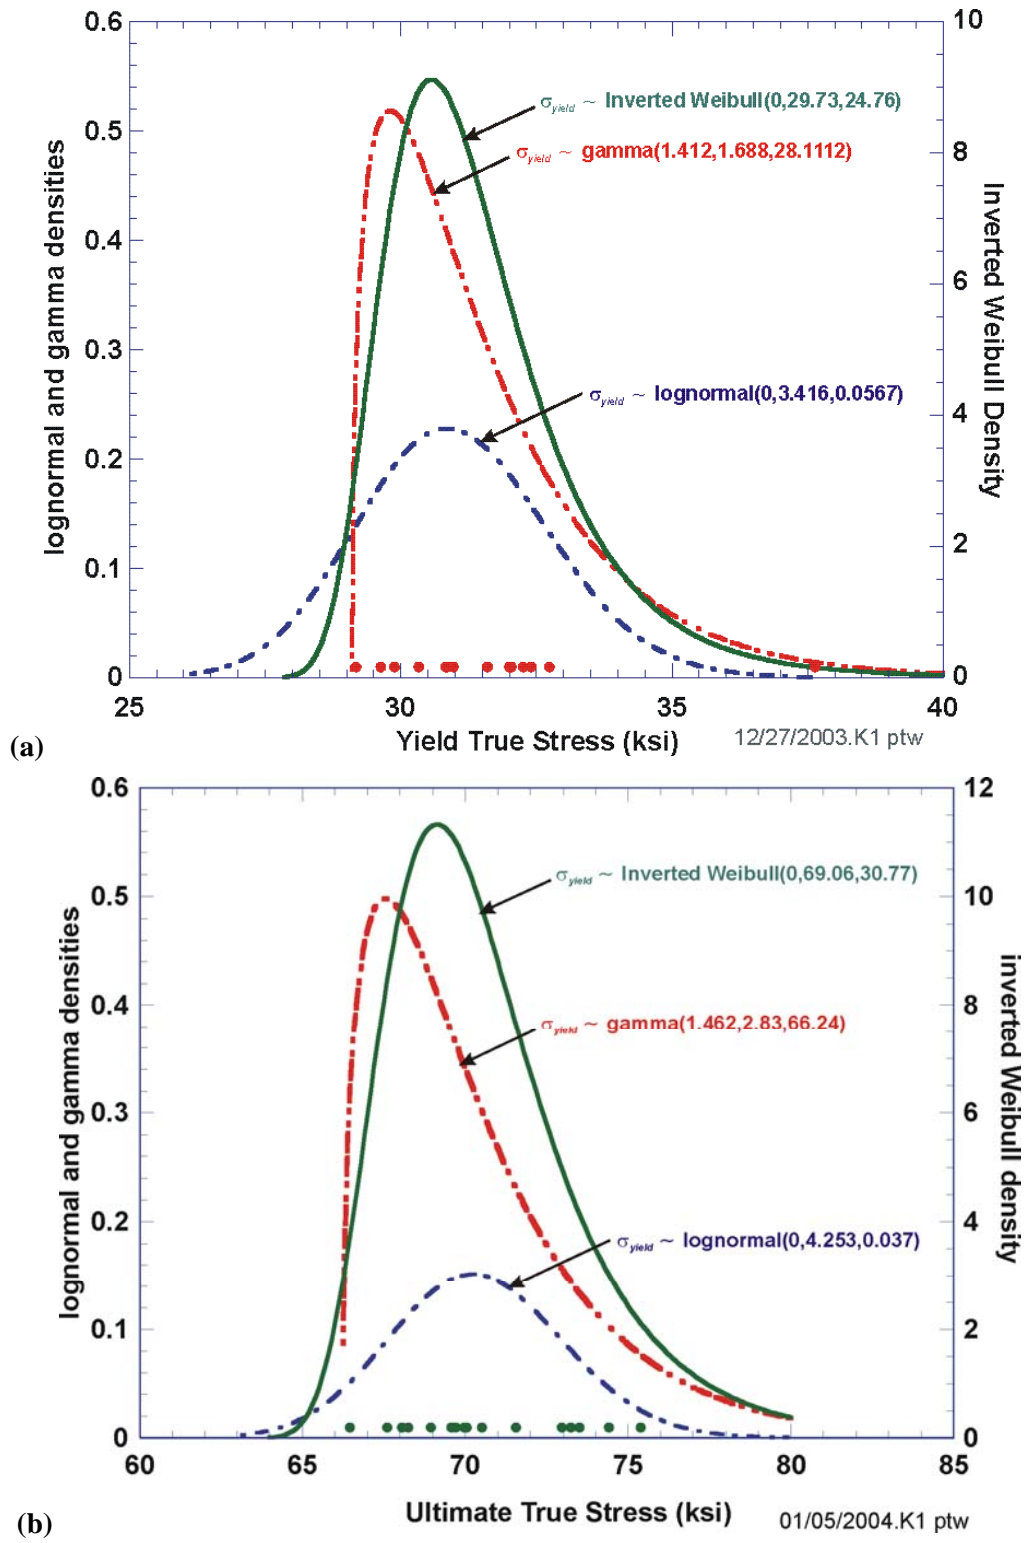 0.6
0.5
0.4
0.3
0.2
0.1
0
lognormal and gamma densities
10
8
6
4
2
0
Inverted Weibull Density
σyield ~ Inverted Weibull(0,29.73,24.76)
σyield ~ gamma(1.412,1.688,28.1112)
σyield ~ lognormal(0,3.416,0.0567)
25 30 35 40
Yield True Stress (ksi)
12/27/2003.K1 ptw
(a)
0.6
0.5
0.4
0.3
0.2
0.1
0
lognormal and gamma densities
12
10
8
6
4
2
0
inverted Weibull density
σyield ~ Inverted Weibull(0,69.06,30.77)
σyield ~ gamma(1.462,2.83,66.24)
σyield ~ lognormal(0,4.253,0.037)
60 65 70 75 80 85
Ultimate True Stress (ksi)
01/05/2004.K1 ptw
(b)